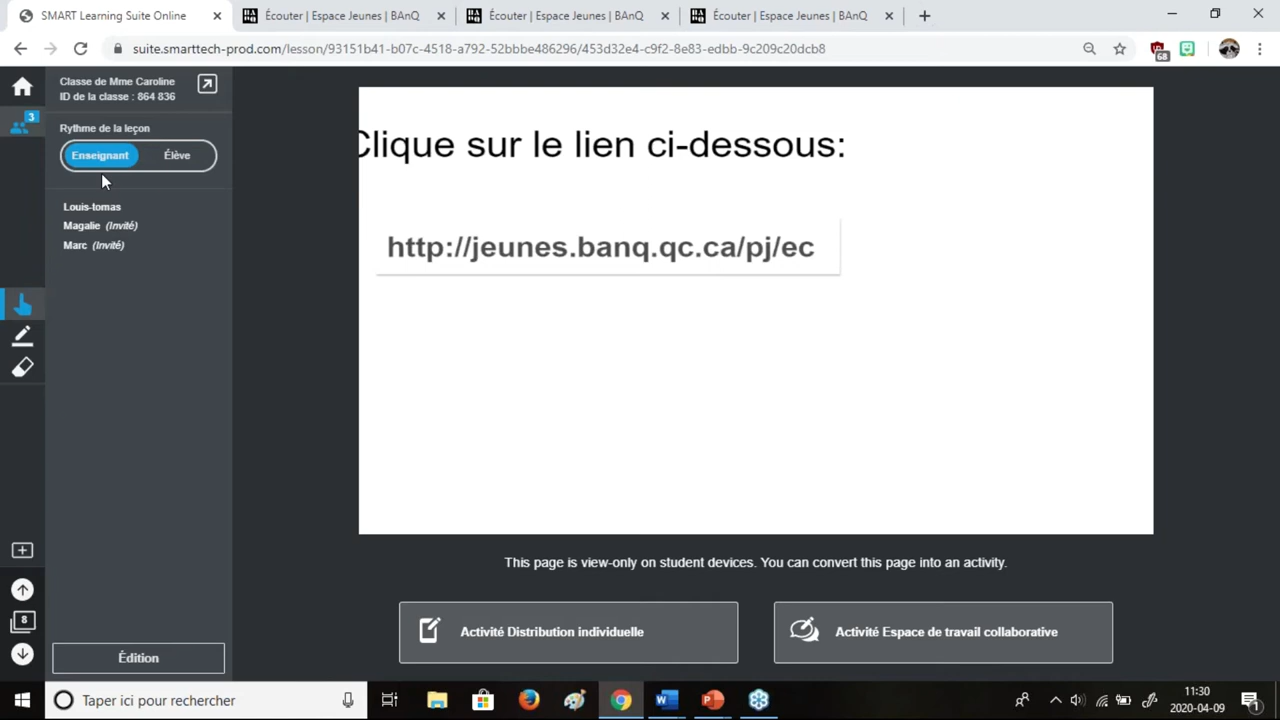 SMART Learning Suite Online
Écouter | Espace Jeunes | BAnQ
Écouter | Espace Jeunes | BAnQ
Écouter | Espace Jeunes | BAnQ
suite.smarttech-prod.com/lesson/93151b41-b07c-4518-a792-52bbbe486296/453d32e4-c9f2-8e83-edbb-9c209c20dcb8
68
Classe de Mme Caroline
ID de la classe : 864 836
3
Rythme de la leçon
Enseignant
Élève
Louis-tomas
Magalie (Invité)
Marc (Invité)
Clique sur le lien ci-dessous:
http://jeunes.banq.qc.ca/pj/ec
This page is view-only on student devices. You can convert this page into an activity.
Activité Distribution individuelle
Activité Espace de travail collaborative
8
Édition
Taper ici pour rechercher
11:30
2020-04-09
1